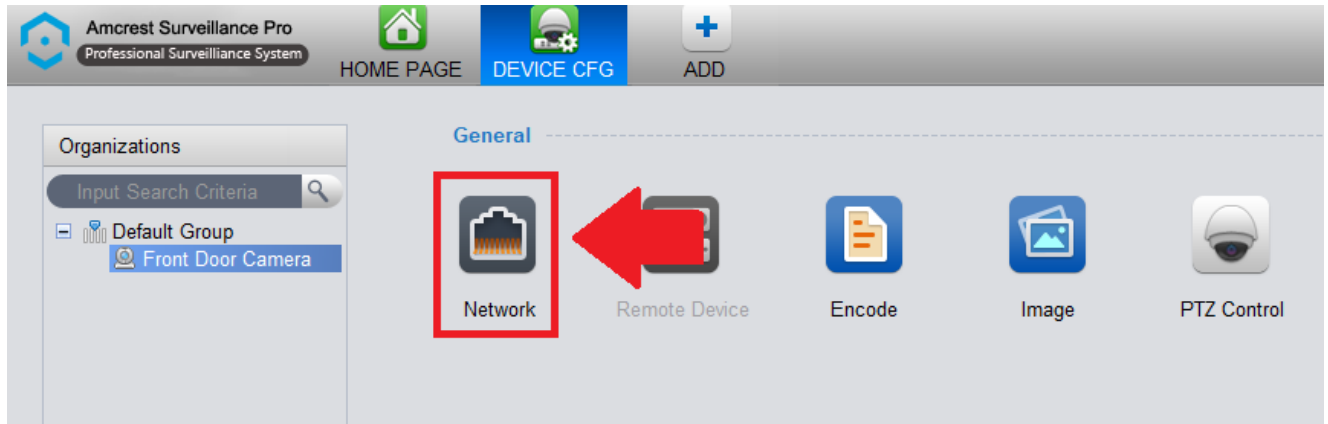 Amcrest Surveillance Pro
Professional Surveilliance System
HOME PAGE
DEVICE CFG
ADD
Organizations
Input Search Criteria
Default Group
Front Door Camera
General
Network
Remote Device
Encode
Image
PTZ Control